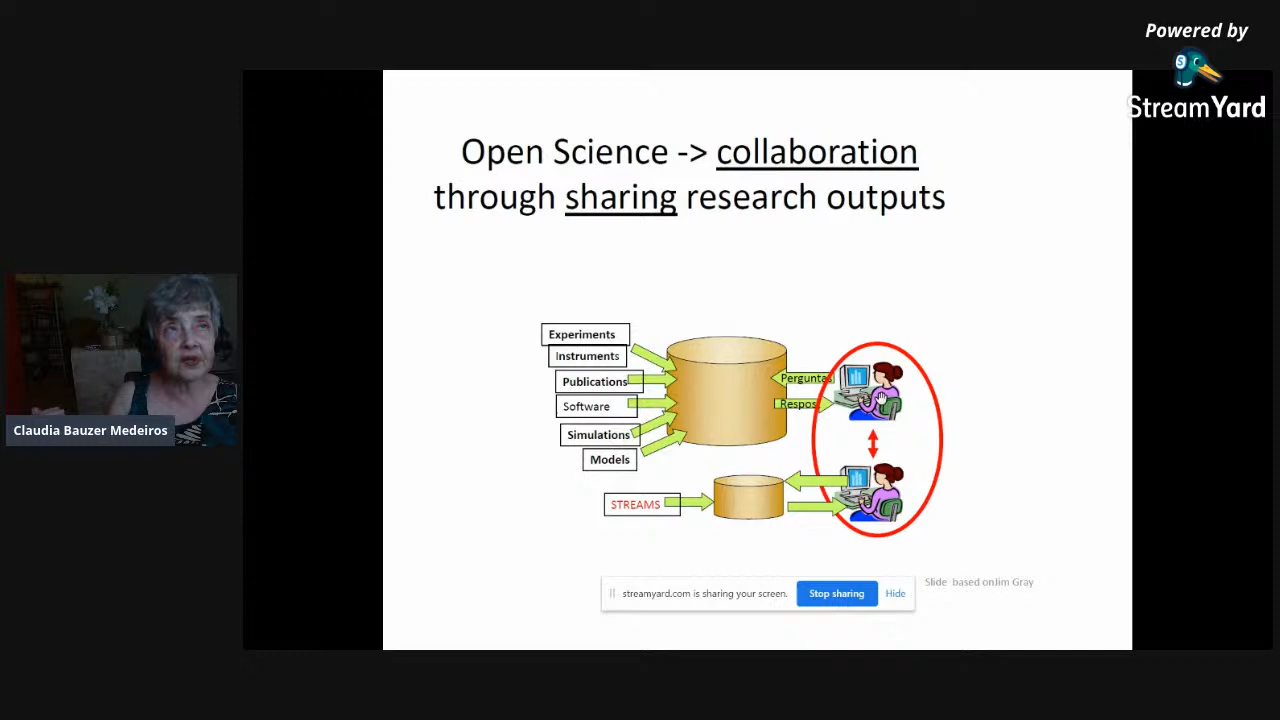 Powered by
StreamYard
Open Science -> collaboration
through sharing research outputs
Experiments
Instruments
Publications
Software
Simulations
Models
Perguntas
Respos
STREAMS
Claudia Bauzer Medeiros
Slide based on Jim Gray
streamyard.com is sharing your screen.
Stop sharing
Hide